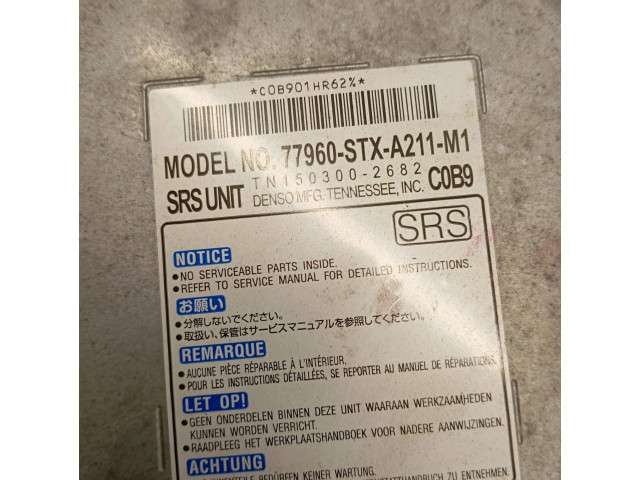 *C0B901HR62%*
MODEL NO. 77960-STX-A211-M1
TN150300-2682
SRS UNIT DENSO MFG. TENNESSEE, INC. C0B9
SRS
NOTICE
•NO SERVICEABLE PARTS INSIDE.
•REFER TO SERVICE MANUAL FOR DETAILED INSTRUCTIONS.
お願い
•分解しないでください。
•取扱い、保管はサービスマニュアルを参照してください。
REMARQUE
•AUCUNE PIÈCE RÉPARABLE À L'INTÉRIEUR.
•POUR LES INSTRUCTIONS DÉTAILLÉES, SE REPORTER AU MANUEL DE RÉPARATIONS.
LET OP!
•GEEN ONDERDELEN BINNEN DEZE UNIT WAARAAN WERKZAAMHEDEN
KUNNEN WORDEN VERRICHT.
•RAADPLEEG HET WERKPLAATSHANDBOEK VOOR NADERE AANWIJZINGEN.
ACHTUNG
BEDÜRFEN KEINER WARTUNG.
ZU ENTNEHMEN.